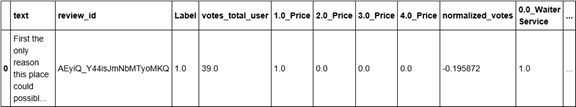 text review_id Label votes_total_user 1.0_Price 2.0_Price 3.0_Price 4.0_Price normalized_votes 0.0_Waiter Service ...
0 First the only reason this place could possibl... AEyiQ_Y44isJmNbMTyoMKQ 1.0 39.0 1.0 0.0 0.0 0.0 -0.195872 1.0 ...